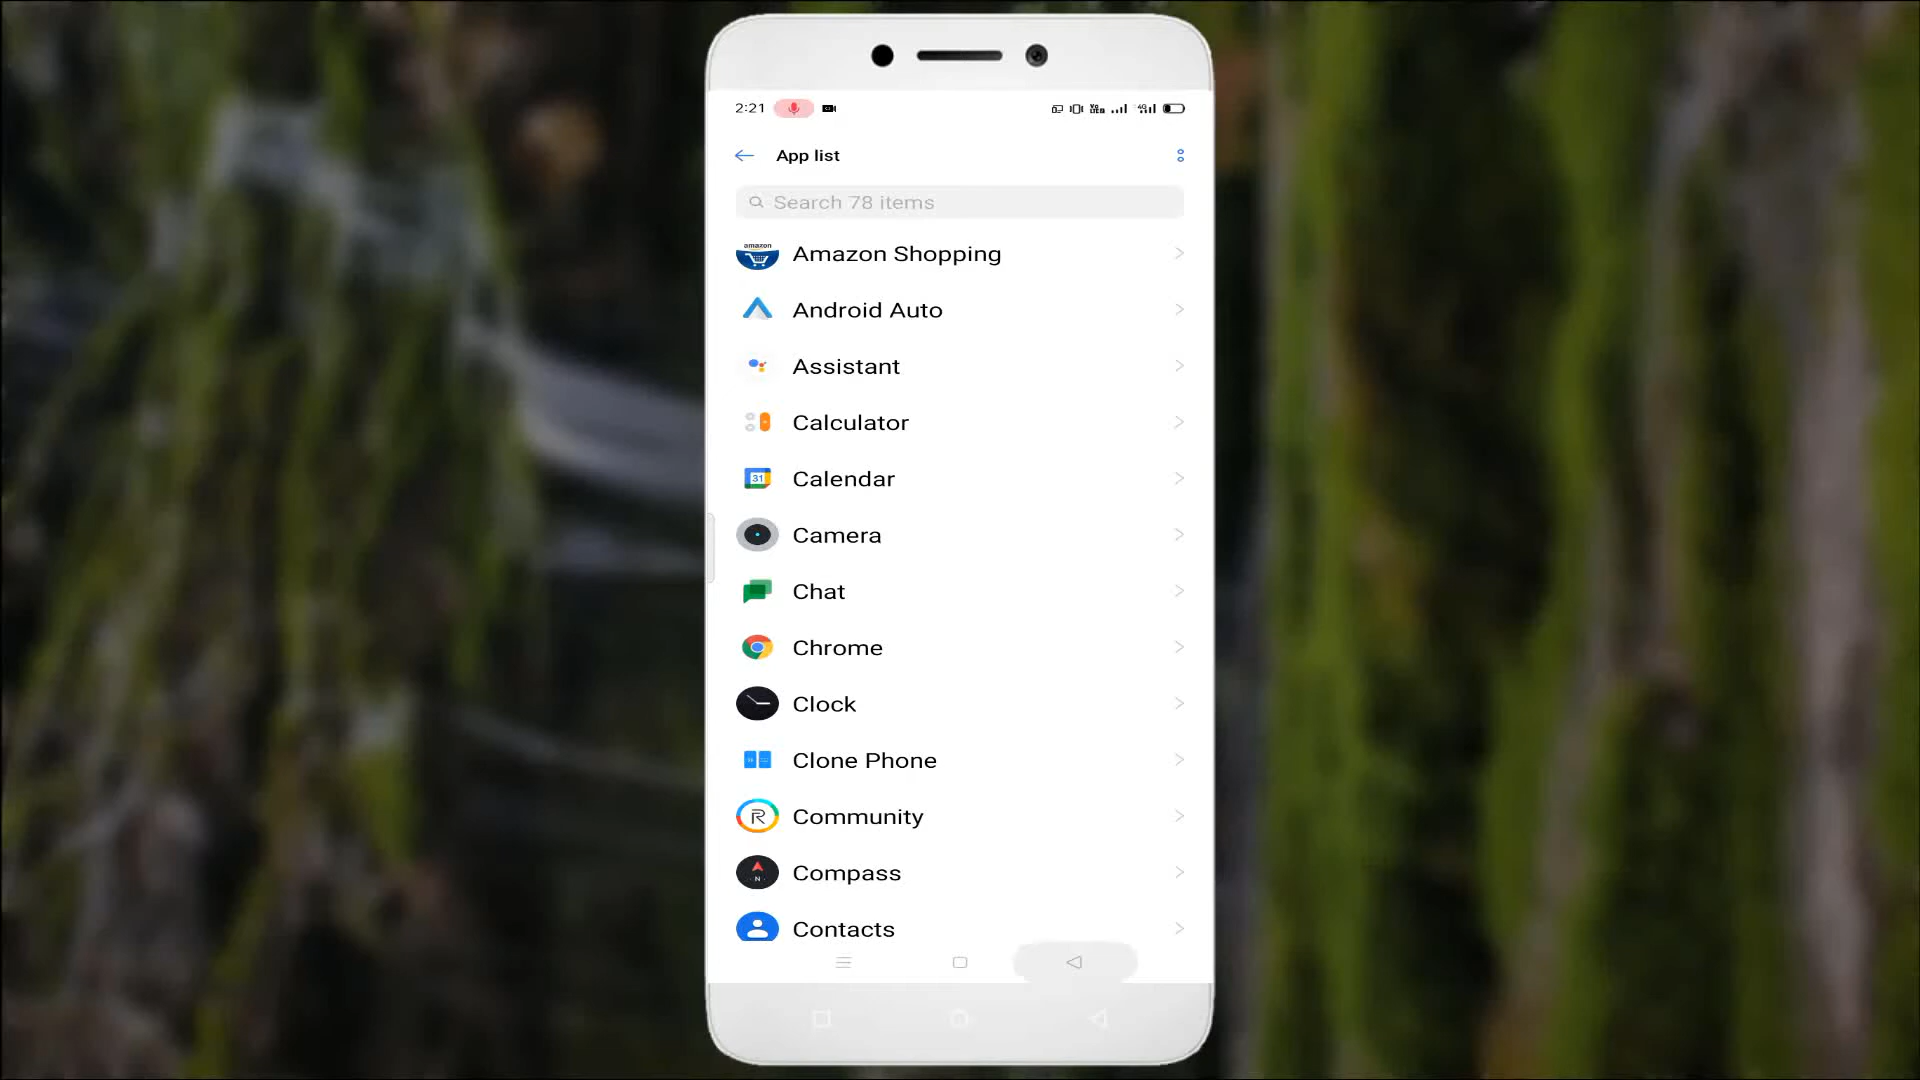 2:21
App list
Search 78 items
amazon
Amazon Shopping
Android Auto
Assistant
Calculator
31
Calendar
Camera
Chat
Chrome
Clock
Clone Phone
R
Community
N
Compass
Contacts